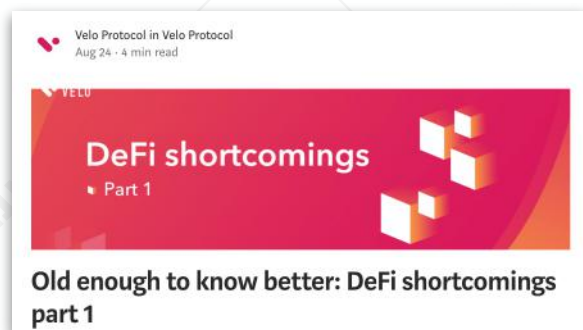 Velo Protocol in Velo Protocol
Aug 24 · 4 min read
VELO
DeFi shortcomings
Part 1
Old enough to know better: DeFi shortcomings
part 1